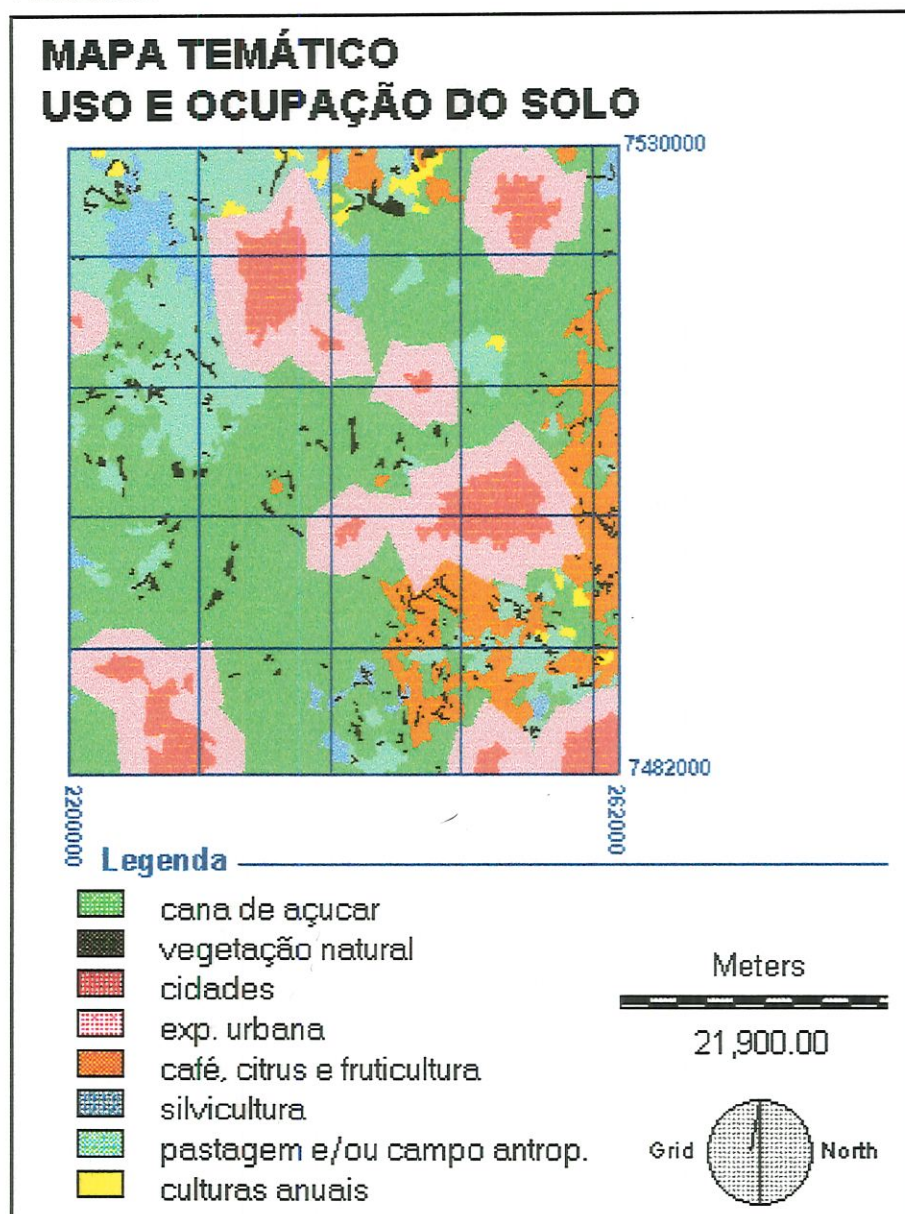 MAPA TEMÁTICO
USO E OCUPAÇÃO DO SOLO
7530000
7482000
2200000
2620000
Legenda
cana de açucar
vegetação natural
cidades
exp. urbana
café, citrus e fruticultura
silvicultura
pastagem e/ou campo antrop.
culturas anuais
Meters
21,900.00
Grid North